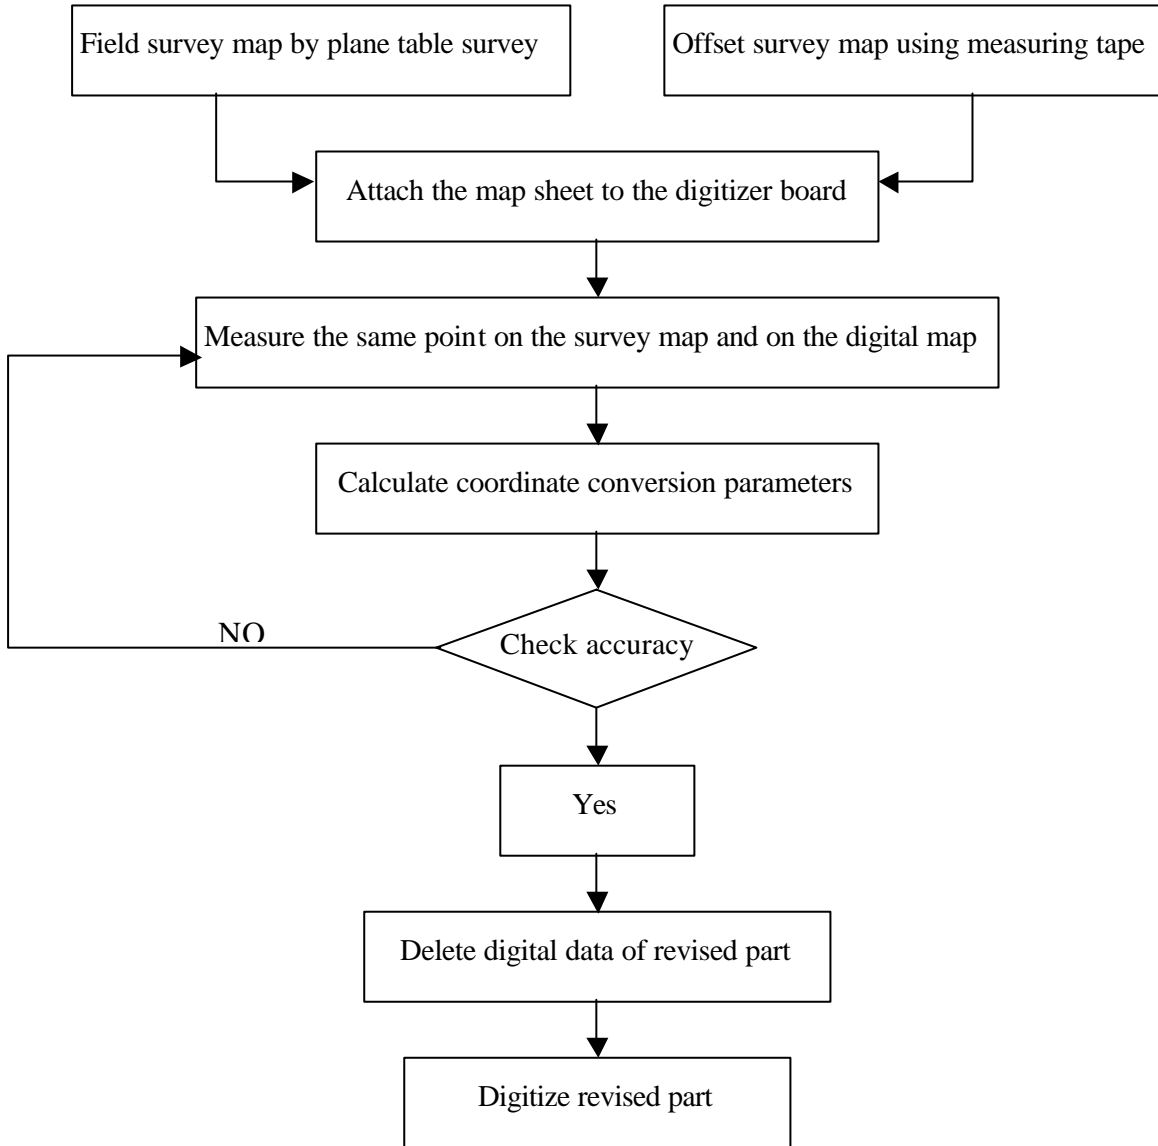 Field survey map by plane table survey
Offset survey map using measuring tape
Attach the map sheet to the digitizer board
Measure the same point on the survey map and on the digital map
Calculate coordinate conversion parameters
Check accuracy
NO
Yes
Delete digital data of revised part
Digitize revised part